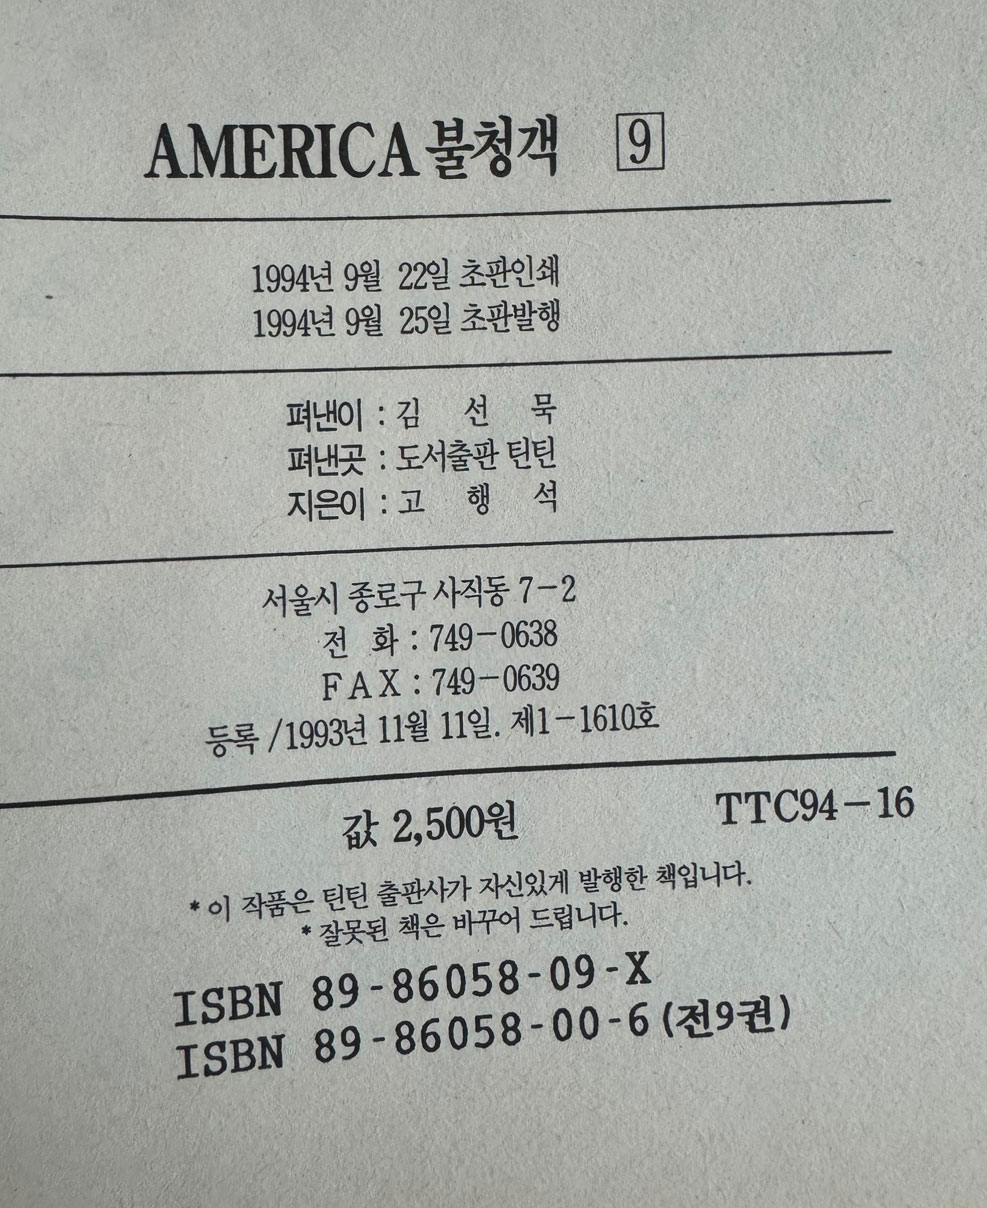 AMERICA 불청객 9
1994년 9월 22일 초판인쇄
1994년 9월 25일 초판발행
펴낸이 : 김 선 묵
펴낸곳 : 도서출판 틴틴
지은이 : 고 행 석
서울시 종로구 사직동 7-2
전 화 : 749-0638
FAX : 749-0639
등록 /1993년 11월 11일. 제1-1610호
값 2,500원 TTC94-16
* 이 작품은 틴틴 출판사가 자신있게 발행한 책입니다.
* 잘못된 책은 바꾸어 드립니다.
ISBN 89-86058-09-X
ISBN 89-86058-00-6 (전9권)